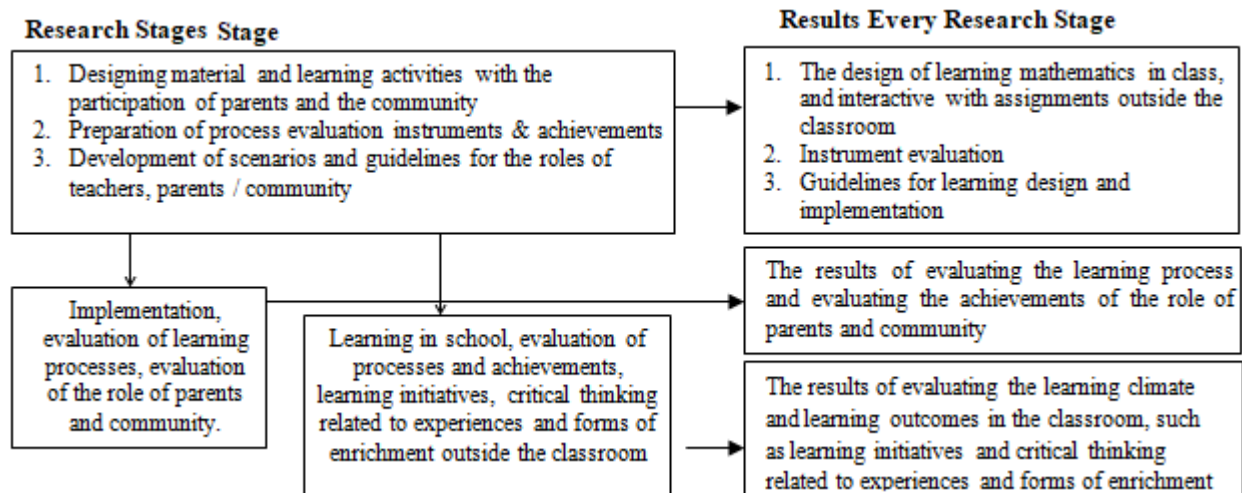 Research Stages Stage
1. Designing material and learning activities with the
participation of parents and the community
2. Preparation of process evaluation instruments & achievements
3. Development of scenarios and guidelines for the roles of
teachers, parents / community
Results Every Research Stage
1. The design of learning mathematics in class,
and interactive with assignments outside the
classroom
2. Instrument evaluation
3. Guidelines for learning design and
implementation
Implementation,
evaluation of learning
processes, evaluation
of the role of parents
and community.
The results of evaluating the learning process
and evaluating the achievements of the role of
parents and community
Learning in school, evaluation of
processes and achievements,
learning initiatives, critical thinking
related to experiences and forms of
enrichment outside the classroom
The results of evaluating the learning climate
and learning outcomes in the classroom, such
as learning initiatives and critical thinking
related to experiences and forms of enrichment